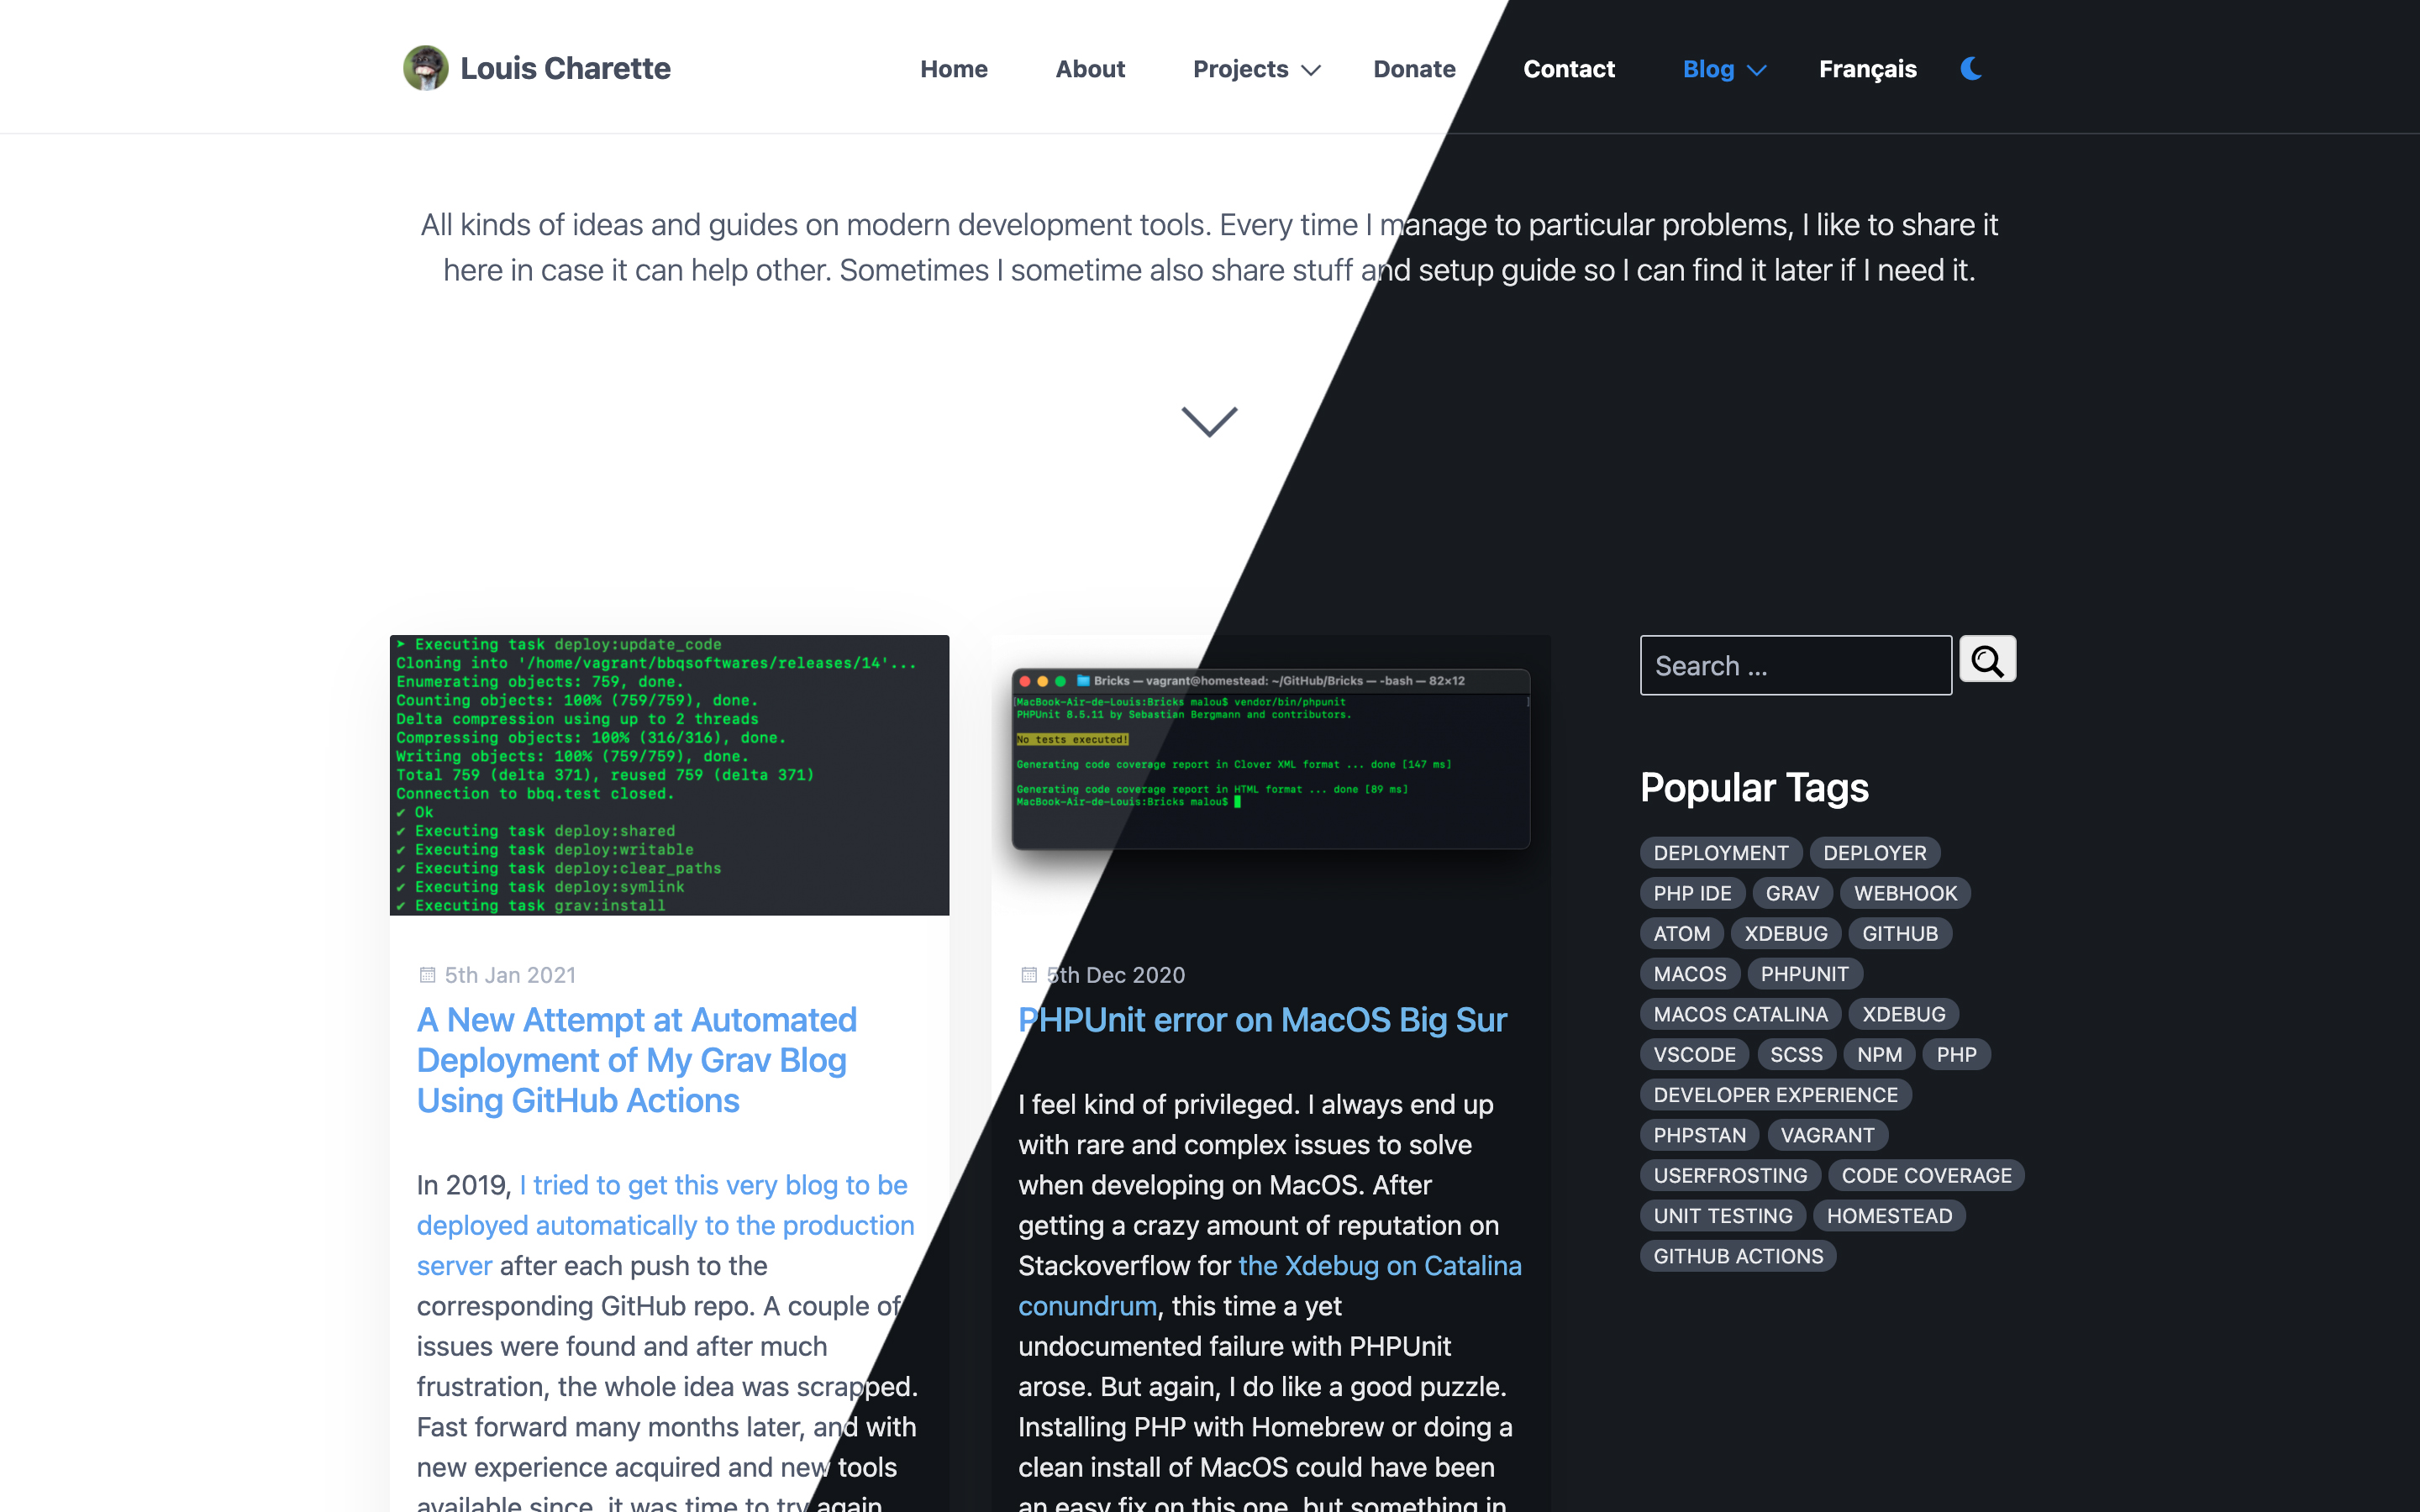 Louis Charette
Home About Projects Donate Contact Blog Français
All kinds of ideas and guides on modern development tools. Every time I manage to particular problems, I like to share it
here in case it can help other. Sometimes I sometime also share stuff and setup guide so I can find it later if I need it.
➤ Executing task deploy:update_code
Cloning into '/home/vagrant/bbqsoftwares/releases/14'...
Enumerating objects: 759, done.
Counting objects: 100% (759/759), done.
Delta compression using up to 2 threads
Compressing objects: 100% (316/316), done.
Writing objects: 100% (759/759), done.
Total 759 (delta 371), reused 759 (delta 371)
Connection to bbq.test closed.
✔ Ok
✔ Executing task deploy:shared
✔ Executing task deploy:writable
✔ Executing task deploy:clear_paths
✔ Executing task deploy:symlink
✔ Executing task grav:install
5th Jan 2021
A New Attempt at Automated
Deployment of My Grav Blog
Using GitHub Actions
In 2019, I tried to get this very blog to be
deployed automatically to the production
server after each push to the
corresponding GitHub repo. A couple of
issues were found and after much
frustration, the whole idea was scrapped.
Fast forward many months later, and with
new experience acquired and new tools
available since, it was time to try again
Bricks — vagrant@homestead: ~/GitHub/Bricks — -bash — 82×12
[MacBook-Air-de-Louis:Bricks malou$ vendor/bin/phpunit ]
PHPUnit 8.5.11 by Sebastian Bergmann and contributors.
No tests executed!
Generating code coverage report in Clover XML format ... done [147 ms]
Generating code coverage report in HTML format ... done [89 ms]
MacBook-Air-de-Louis:Bricks malou$
5th Dec 2020
PHPUnit error on MacOS Big Sur
I feel kind of privileged. I always end up
with rare and complex issues to solve
when developing on MacOS. After
getting a crazy amount of reputation on
Stackoverflow for the Xdebug on Catalina
conundrum, this time a yet
undocumented failure with PHPUnit
arose. But again, I do like a good puzzle.
Installing PHP with Homebrew or doing a
clean install of MacOS could have been
an easy fix on this one, but something in
Search ...
Popular Tags
DEPLOYMENT DEPLOYER
PHP IDE GRAV WEBHOOK
ATOM XDEBUG GITHUB
MACOS PHPUNIT
MACOS CATALINA XDEBUG
VSCODE SCSS NPM PHP
DEVELOPER EXPERIENCE
PHPSTAN VAGRANT
USERFROSTING CODE COVERAGE
UNIT TESTING HOMESTEAD
GITHUB ACTIONS